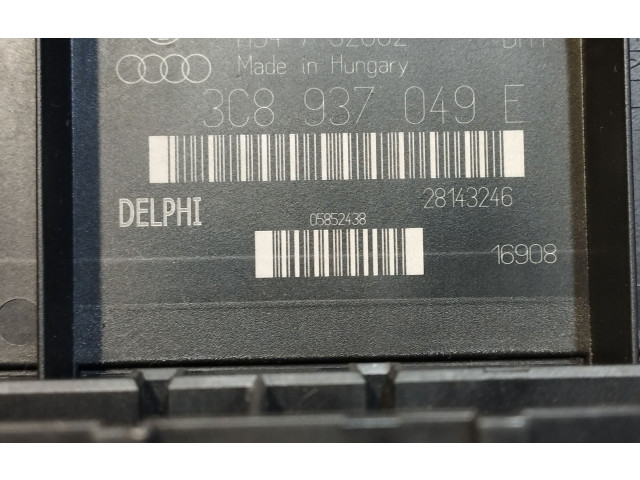 Made in Hungary
3C8 937 049 E
28143246
DELPHI
05852438
16908